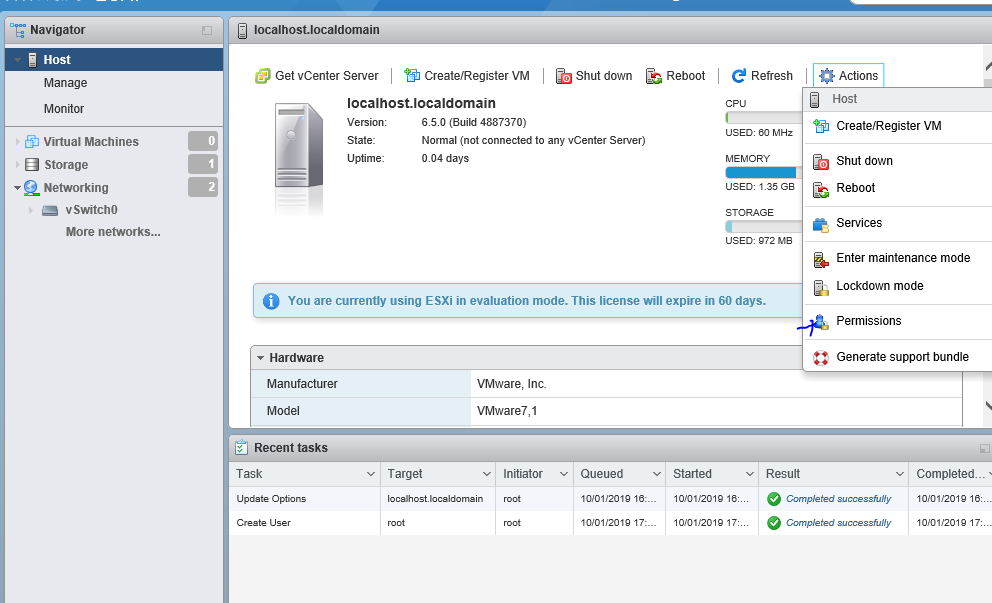 Navigator
localhost.localdomain
Host
Manage
Monitor
Virtual Machines 0
Storage 1
Networking 2
vSwitch0
More networks...
Get vCenter Server
Create/Register VM
Shut down
Reboot
Refresh
Actions
localhost.localdomain
Version: 6.5.0 (Build 4887370)
State: Normal (not connected to any vCenter Server)
Uptime: 0.04 days
CPU
USED: 60 MHz
MEMORY
USED: 1.35 GB
STORAGE
USED: 972 MB
Host
Create/Register VM
Shut down
Reboot
Services
Enter maintenance mode
Lockdown mode
Permissions
Generate support bundle
You are currently using ESXi in evaluation mode. This license will expire in 60 days.
Hardware
Manufacturer VMware, Inc.
Model VMware7,1
Recent tasks
Task Target Initiator Queued Started Result Completed...
Update Options localhost.localdomain root 10/01/2019 16:... 10/01/2019 16:... Completed successfully 10/01/2019 16:...
Create User root root 10/01/2019 17:... 10/01/2019 17:... Completed successfully 10/01/2019 17:...